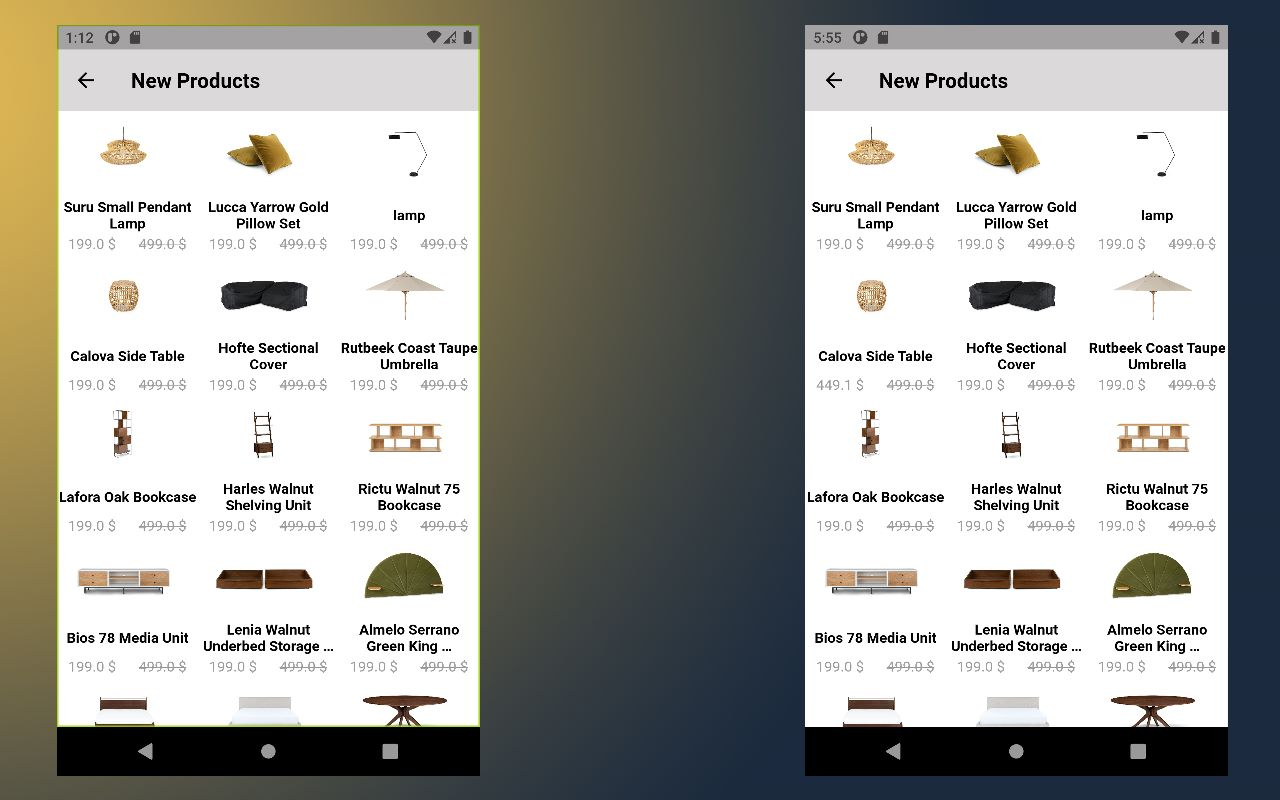 1:12
New Products
Suru Small Pendant
Lamp
199.0 $ 499.0 $
Lucca Yarrow Gold
Pillow Set
199.0 $ 499.0 $
lamp
199.0 $ 499.0 $
Calova Side Table
199.0 $ 499.0 $
Hofte Sectional
Cover
199.0 $ 499.0 $
Rutbeek Coast Taupe
Umbrella
199.0 $ 499.0 $
Lafora Oak Bookcase
199.0 $ 499.0 $
Harles Walnut
Shelving Unit
199.0 $ 499.0 $
Rictu Walnut 75
Bookcase
199.0 $ 499.0 $
Bios 78 Media Unit
199.0 $ 499.0 $
Lenia Walnut
Underbed Storage ...
199.0 $ 499.0 $
Almelo Serrano
Green King ...
199.0 $ 499.0 $
5:55
New Products
Suru Small Pendant
Lamp
199.0 $ 499.0 $
Lucca Yarrow Gold
Pillow Set
199.0 $ 499.0 $
lamp
199.0 $ 499.0 $
Calova Side Table
449.1 $ 499.0 $
Hofte Sectional
Cover
199.0 $ 499.0 $
Rutbeek Coast Taupe
Umbrella
199.0 $ 499.0 $
Lafora Oak Bookcase
199.0 $ 499.0 $
Harles Walnut
Shelving Unit
199.0 $ 499.0 $
Rictu Walnut 75
Bookcase
199.0 $ 499.0 $
Bios 78 Media Unit
199.0 $ 499.0 $
Lenia Walnut
Underbed Storage ...
199.0 $ 499.0 $
Almelo Serrano
Green King ...
199.0 $ 499.0 $